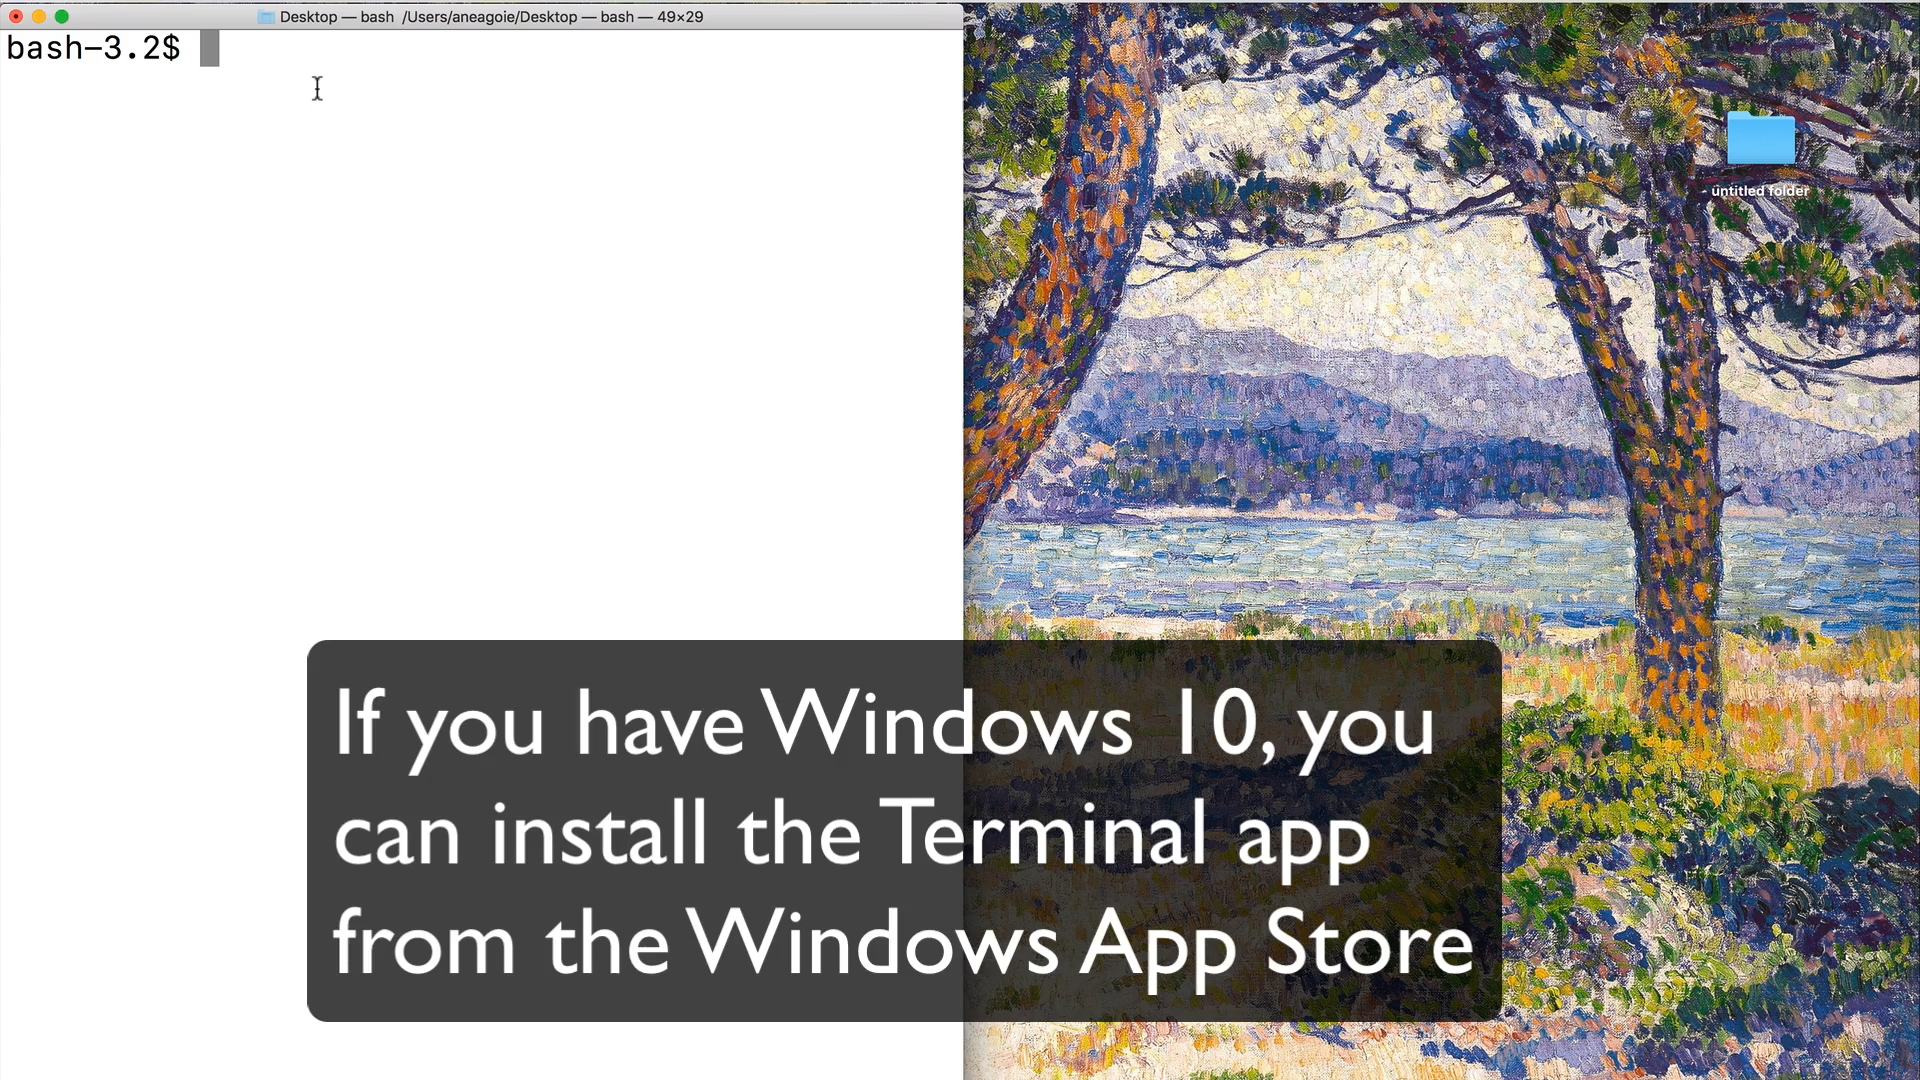 Desktop — bash /Users/aneagoie/Desktop — bash — 49×29
bash-3.2$
untitled folder
If you have Windows 10, you
can install the Terminal app
from the Windows App Store